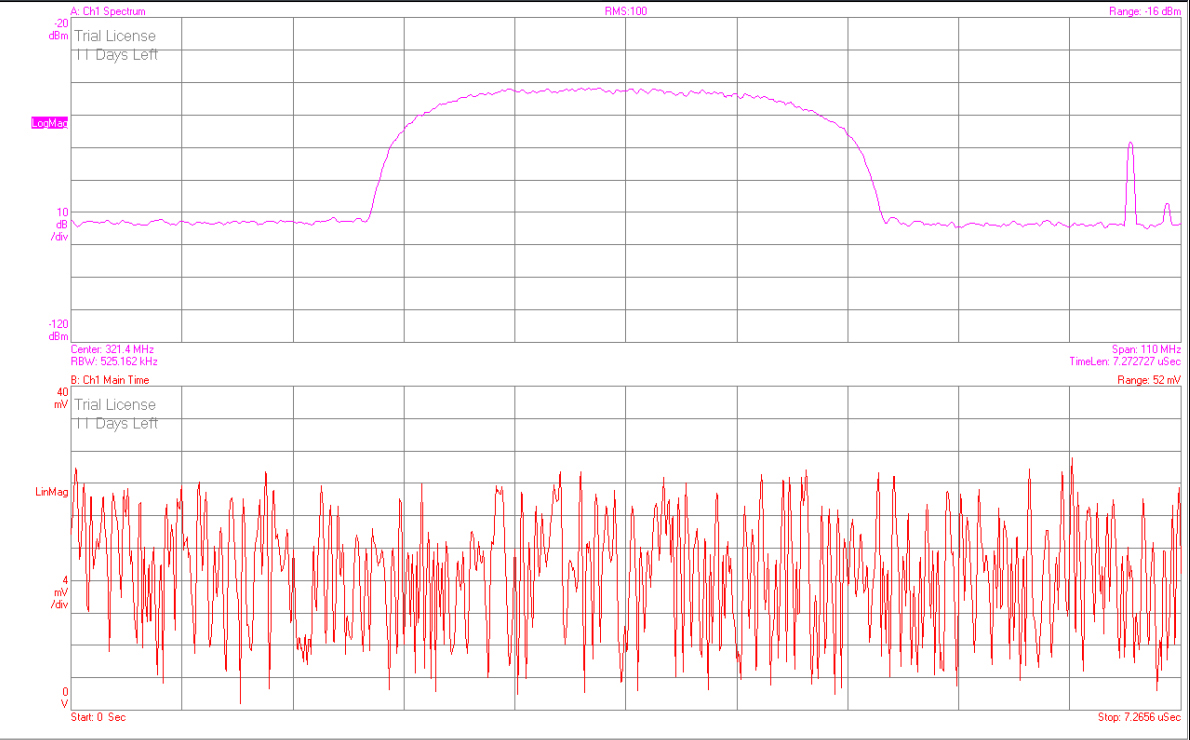 A: Ch1 Spectrum RMS:100 Range: -16 dBm
-20
dBm
Trial License
11 Days Left
LogMag
10
dB
/div
-120
dBm
Center: 321.4 MHz Span: 110 MHz
RBW: 525.162 kHz TimeLen: 7.272727 uSec
B: Ch1 Main Time Range: 52 mV
40
mV
Trial License
11 Days Left
LinMag
4
mV
/div
0
V
Start: 0 Sec Stop: 7.2656 uSec